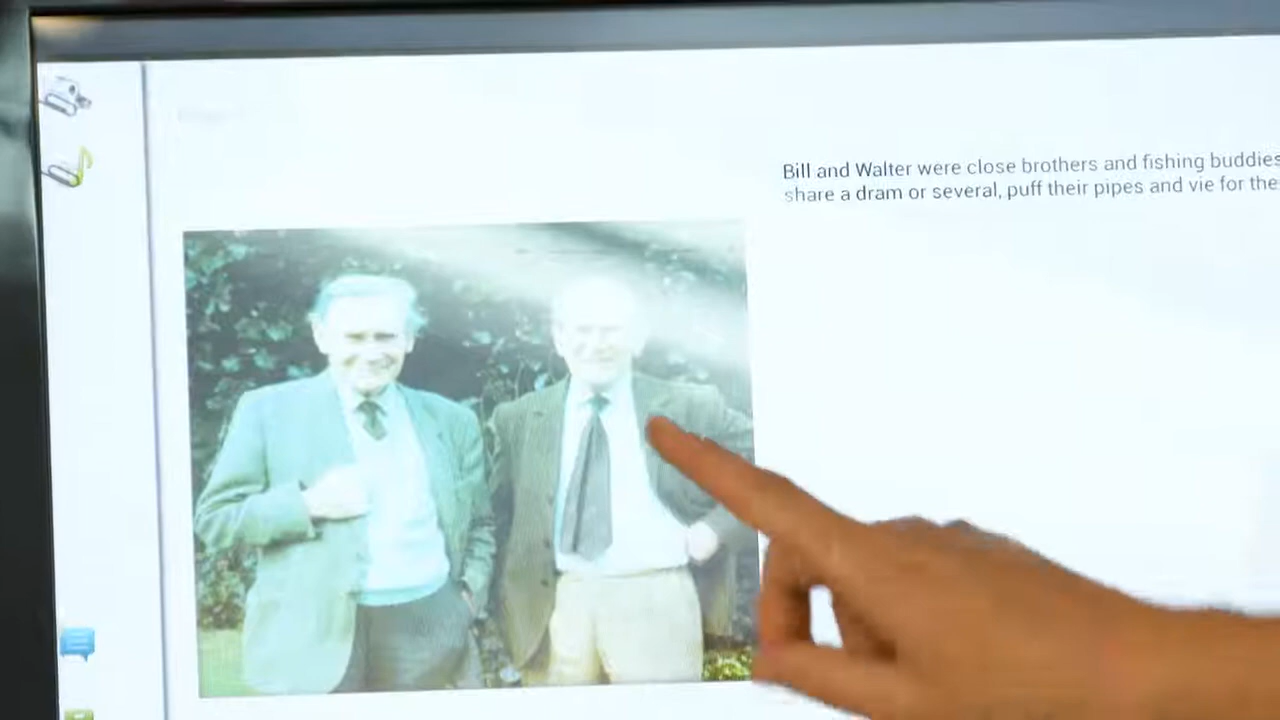 Bill and Walter were close brothers and fishing buddies
share a dram or several, puff their pipes and vie for the